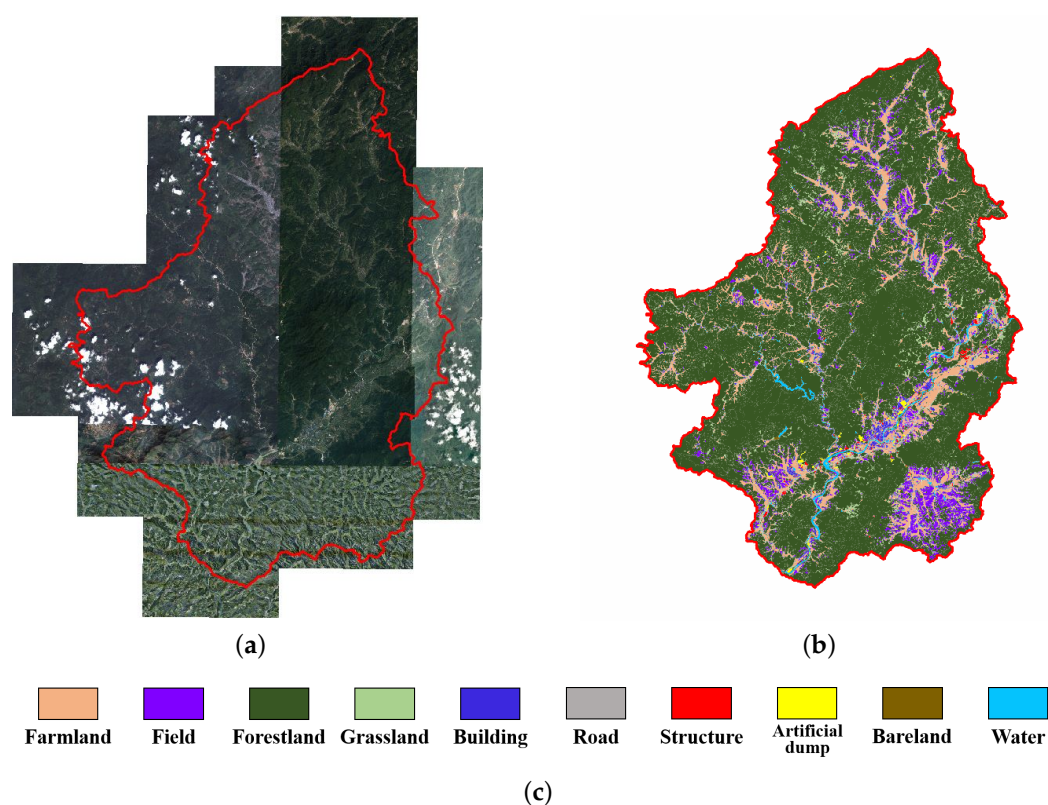 (a)
(b)
Farmland Field Forestland Grassland Building Road Structure Artificial dump Bareland Water
(c)